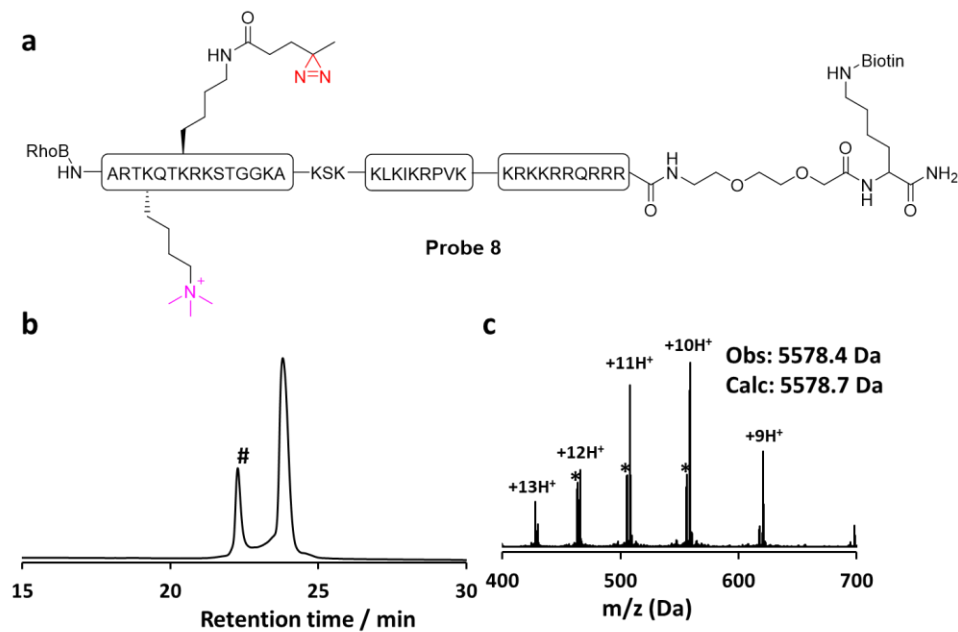 a
O
HN
N=N
Biotin
HN
RhoB
HN
ARTKQTKRKSTGGKA
KSK
KLKIKRPVK
KRKKRRQRRR
O
H
N
O
O
O
N
H
O
NH2
N+
Probe 8
b
#
15
20
25
30
Retention time / min
c
+13H+
+12H+
*
+11H+
*
+10H+
*
+9H+
Obs: 5578.4 Da
Calc: 5578.7 Da
400
500
600
700
m/z (Da)